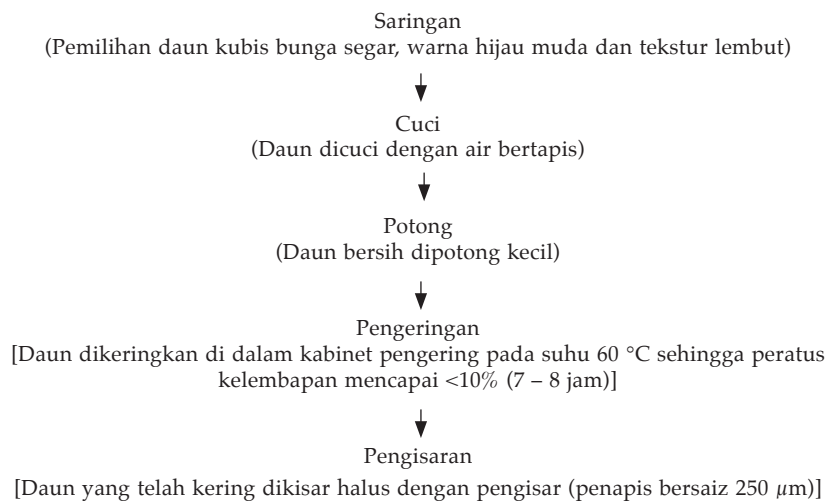 Saringan
(Pemilihan daun kubis bunga segar, warna hijau muda dan tekstur lembut)
Cuci
(Daun dicuci dengan air bertapis)
Potong
(Daun bersih dipotong kecil)
Pengeringan
[Daun dikeringkan di dalam kabinet pengering pada suhu 60 °C sehingga peratus
kelembapan mencapai <10% (7 – 8 jam)]
Pengisaran
[Daun yang telah kering dikisar halus dengan pengisar (penapis bersaiz 250 µm)]